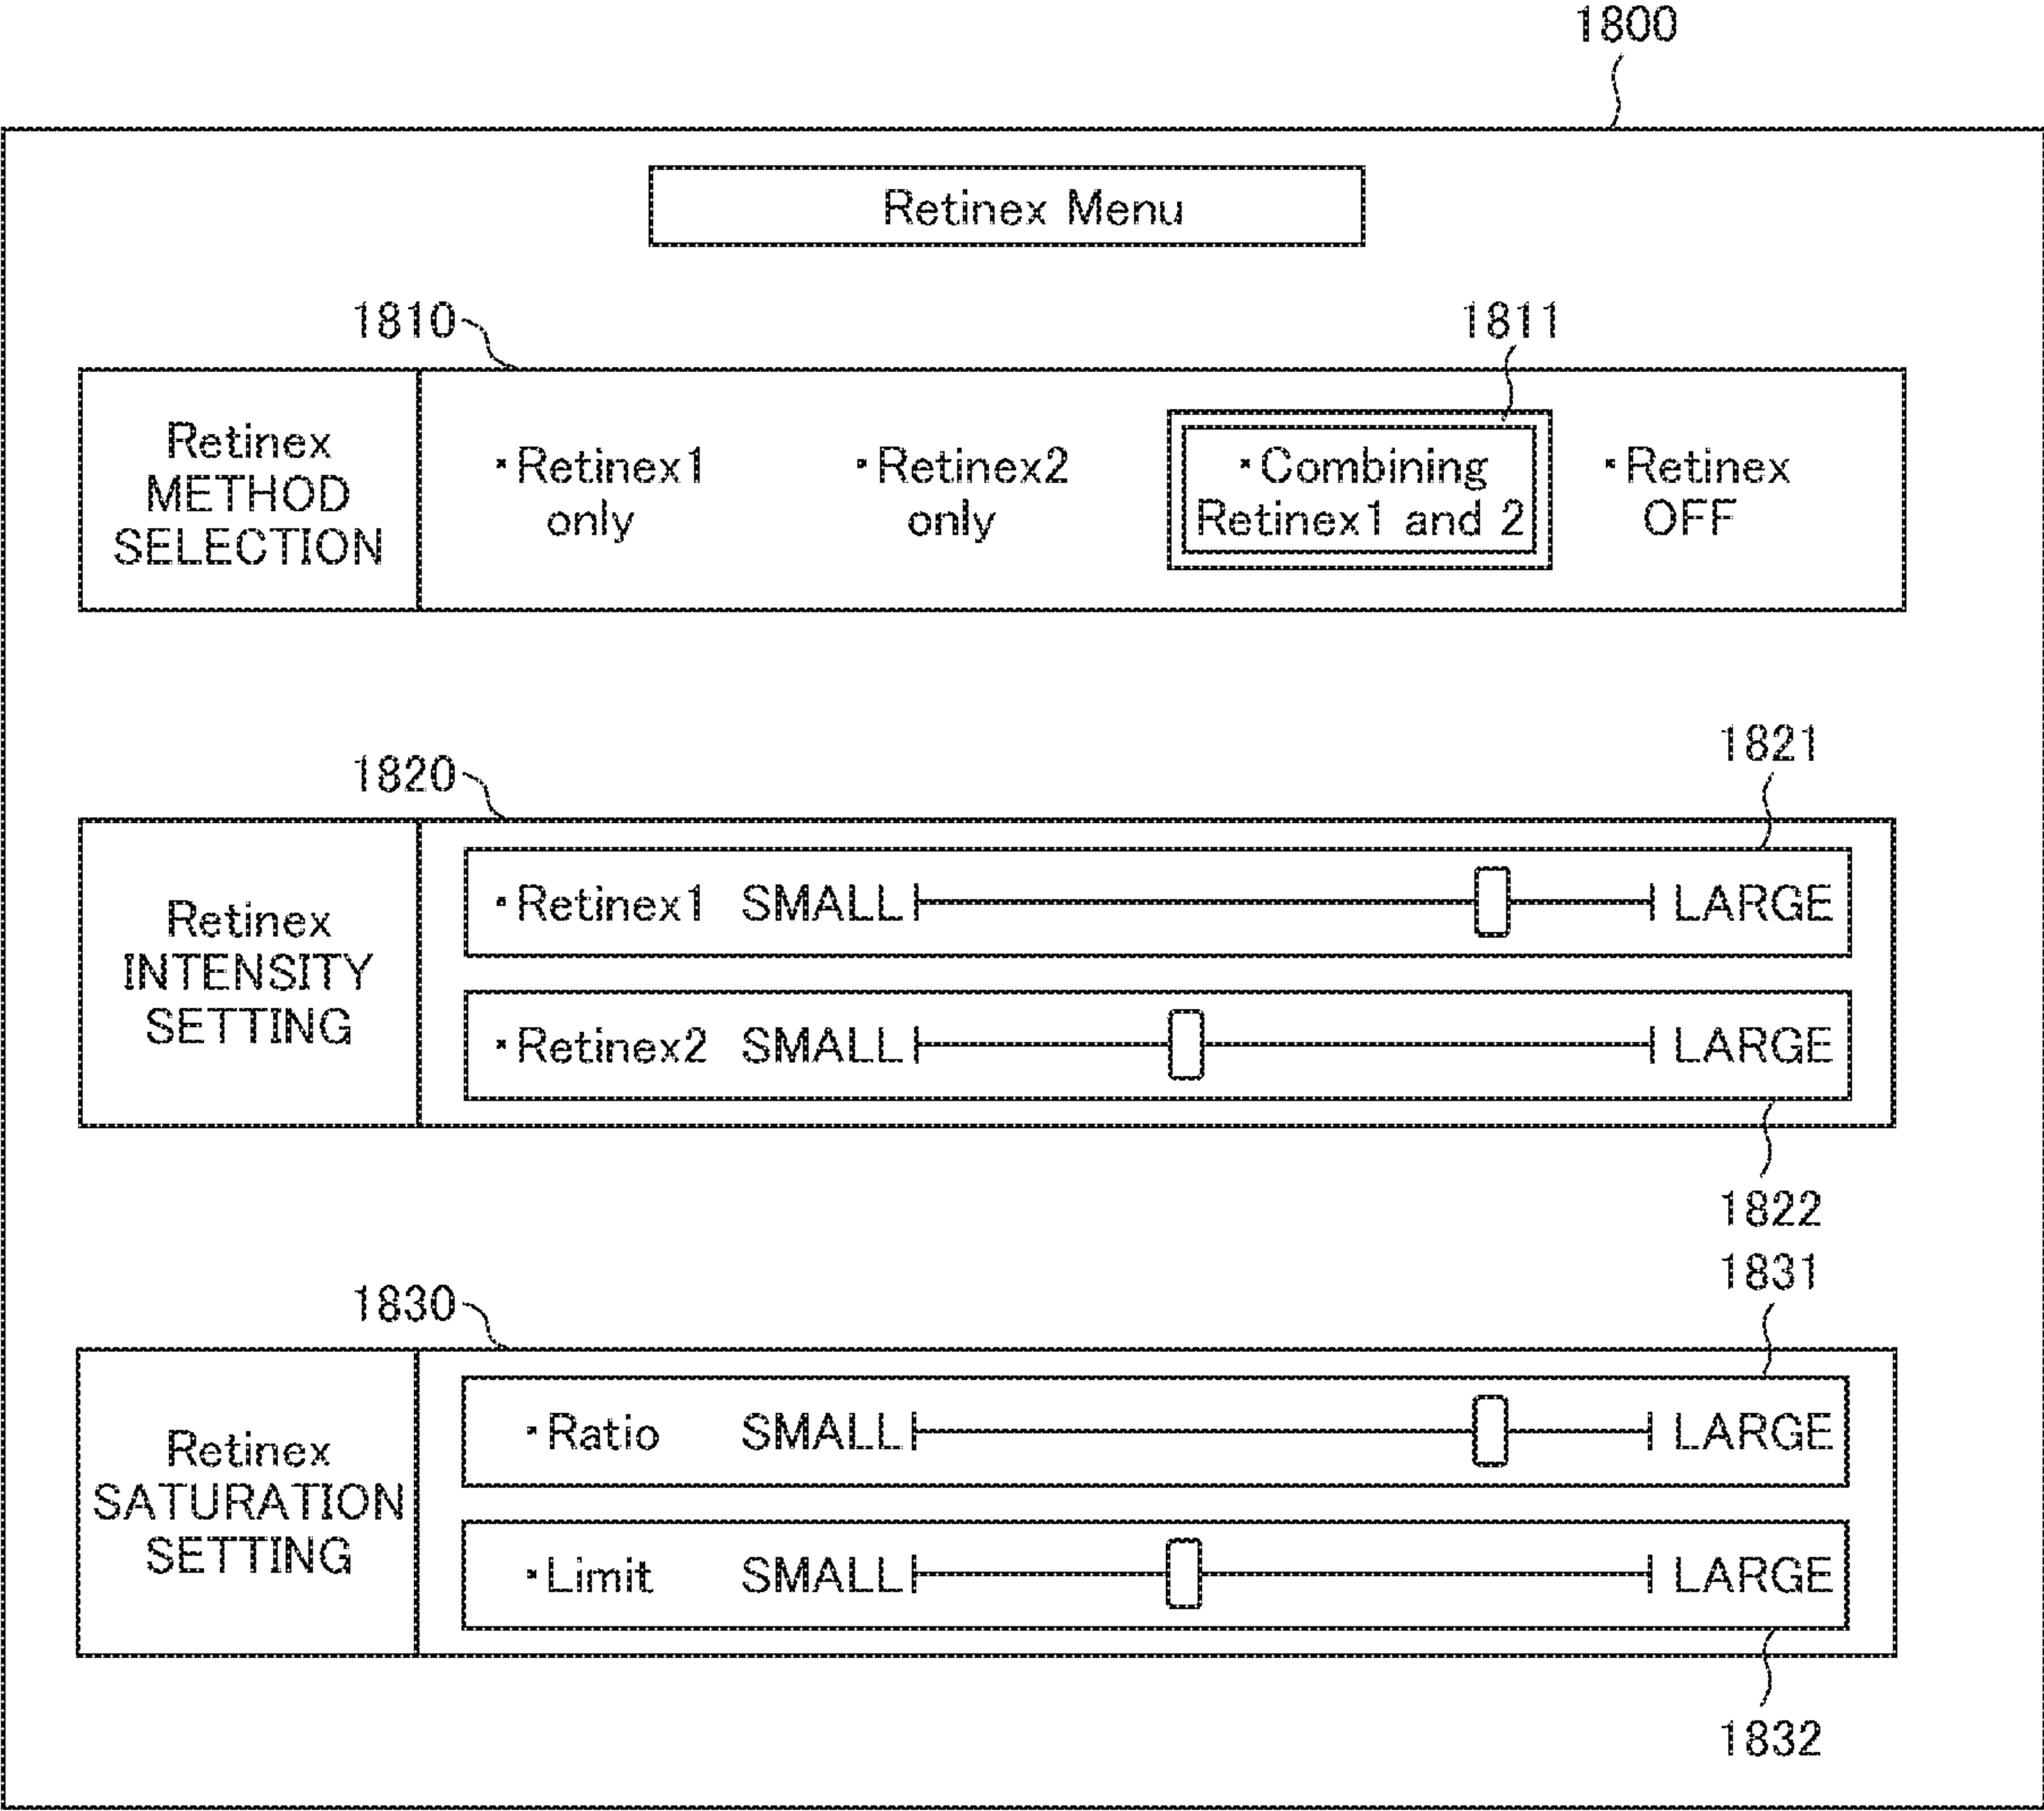 1800
Retinex Menu
1810
1811
Retinex
METHOD
SELECTION
▪Retinex1
only
▪Retinex2
only
▪Combining
Retinex1 and 2
▪Retinex
OFF
1820
1821
Retinex
INTENSITY
SETTING
▪Retinex1 SMALL LARGE
▪Retinex2 SMALL LARGE
1822
1830
1831
Retinex
SATURATION
SETTING
▪Ratio SMALL LARGE
▪Limit SMALL LARGE
1832